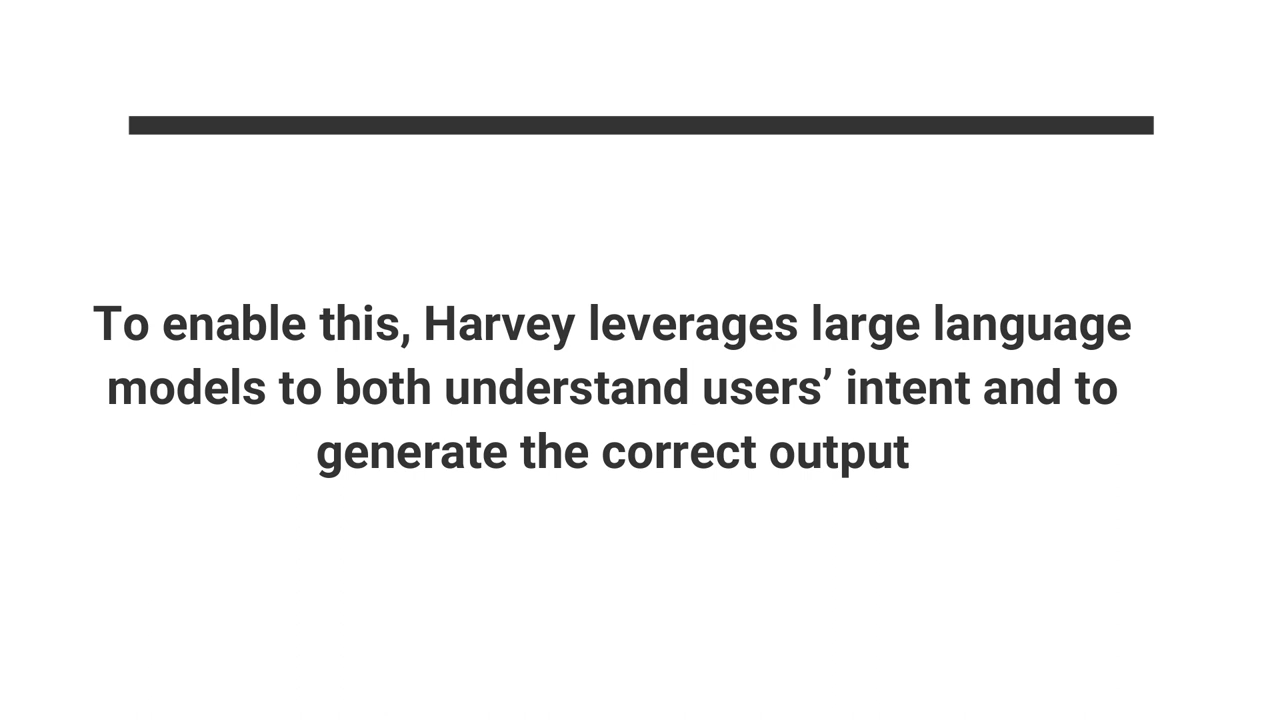 To enable this, Harvey leverages large language
models to both understand users’ intent and to
generate the correct output